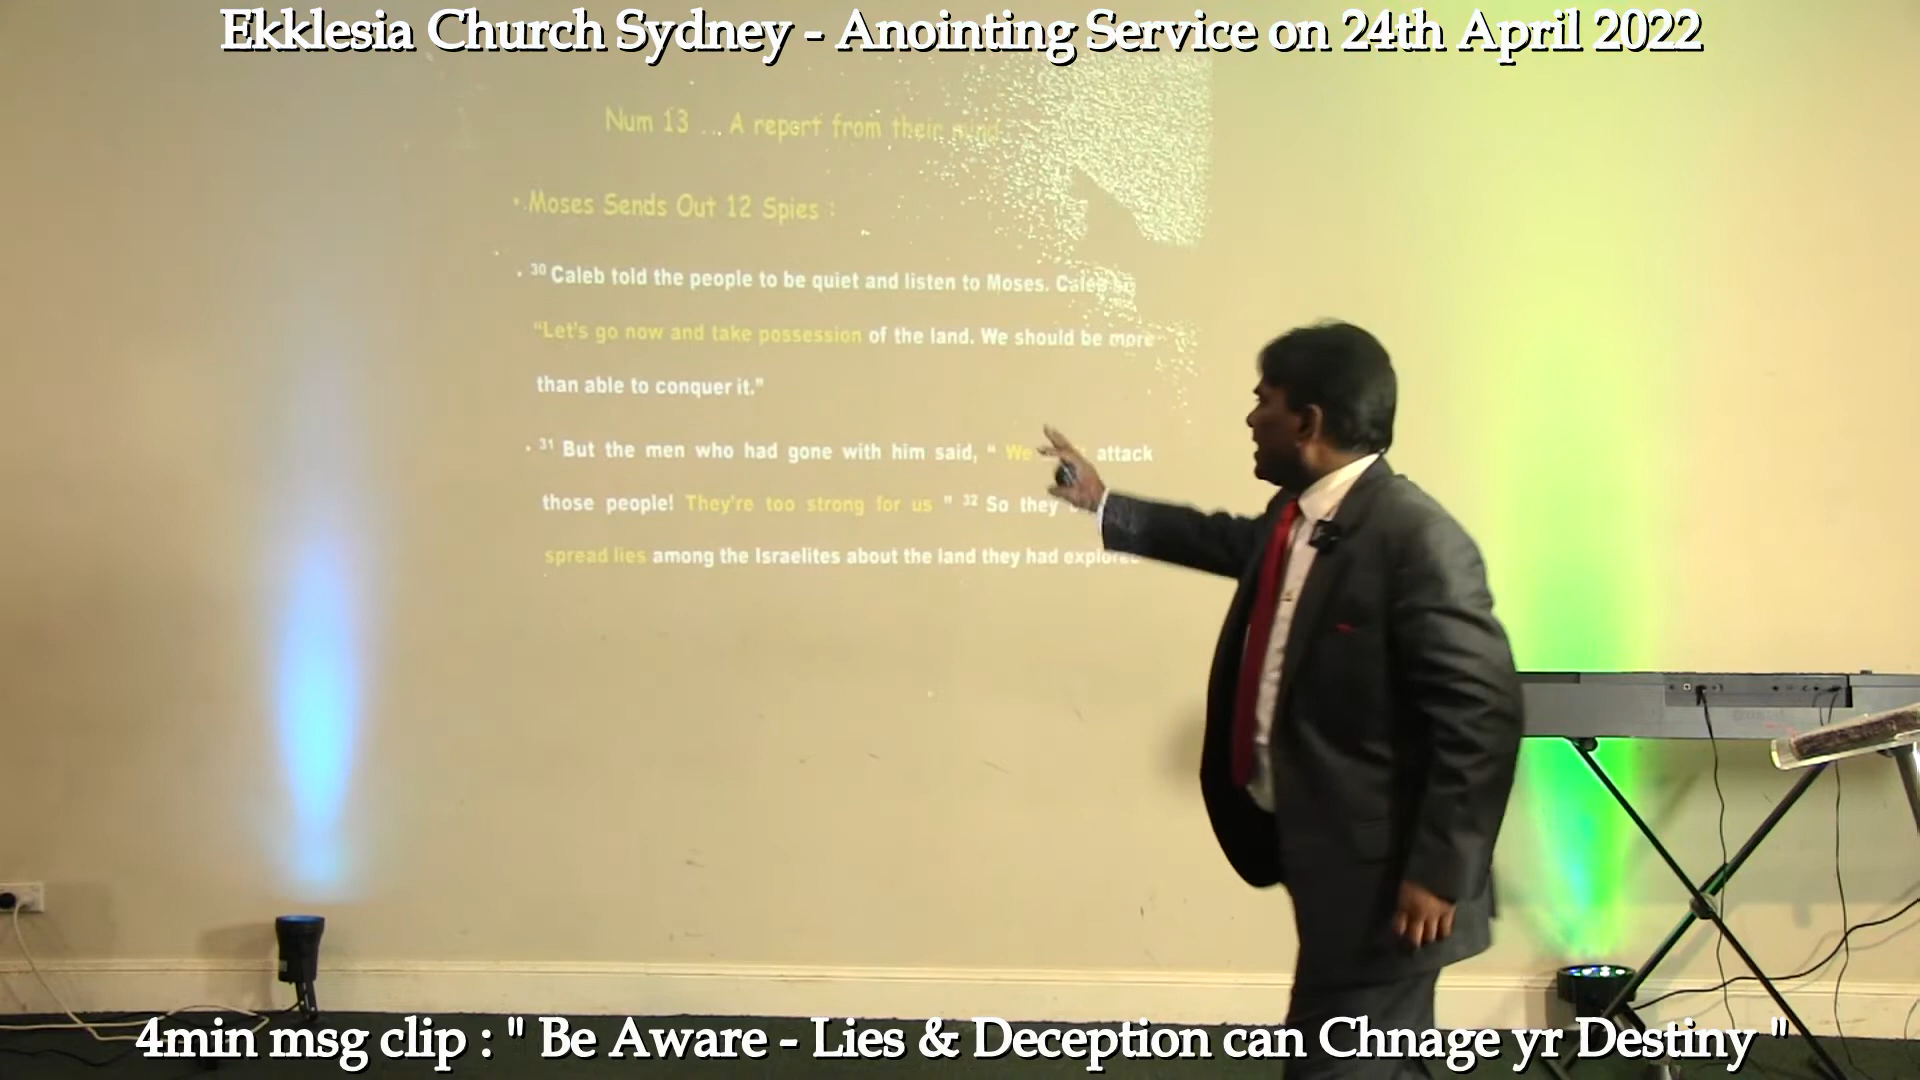 Ekklesia Church Sydney - Anointing Service on 24th April 2022
Num 13 ... A report from their mind
• Moses Sends Out 12 Spies :
• 30 Caleb told the people to be quiet and listen to Moses. Caleb
“Let's go now and take possession of the land. We should be more
than able to conquer it.”
• 31 But the men who had gone with him said, “ We attack
those people! They're too strong for us ” 32 So they
spread lies among the Israelites about the land they had explored
4min msg clip : " Be Aware - Lies & Deception can Chnage yr Destiny "